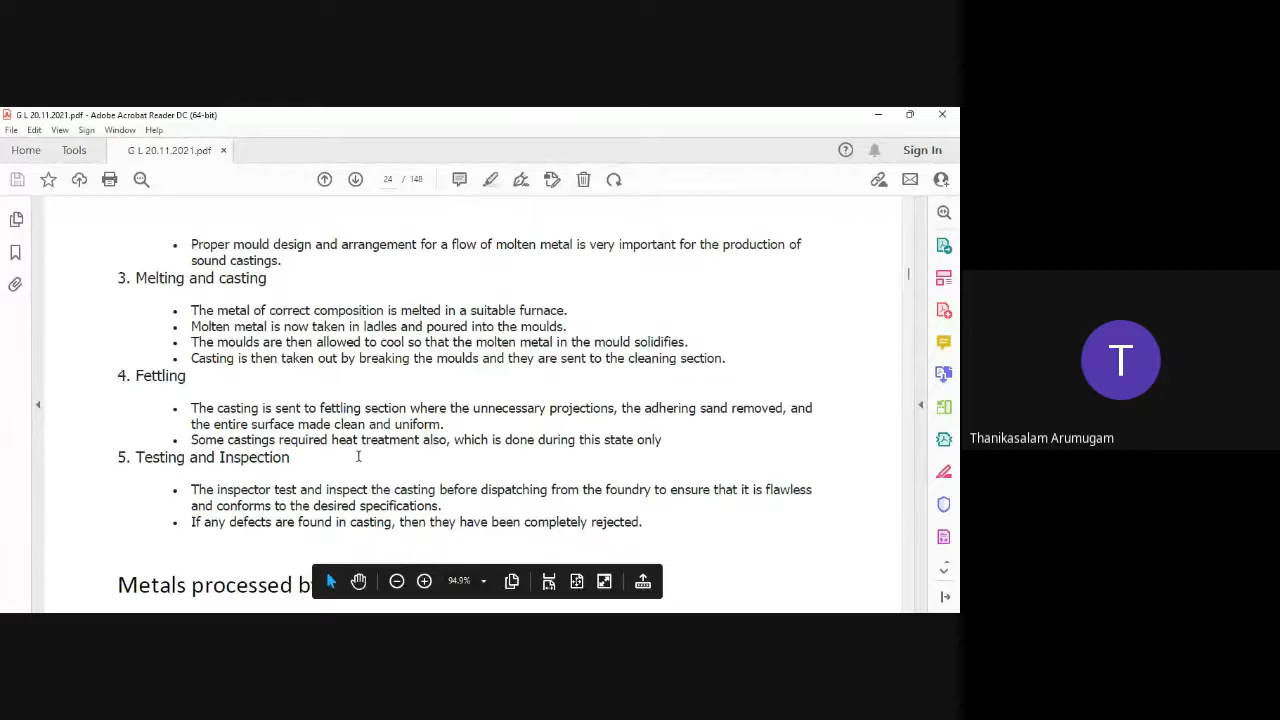 G L 20.11.2021.pdf - Adobe Acrobat Reader DC (64-bit)
File Edit View Sign Window Help
Home Tools G L 20.11.2021.pdf × Sign In
24 / 148
• Proper mould design and arrangement for a flow of molten metal is very important for the production of
sound castings.
3. Melting and casting
• The metal of correct composition is melted in a suitable furnace.
• Molten metal is now taken in ladles and poured into the moulds.
• The moulds are then allowed to cool so that the molten metal in the mould solidifies.
• Casting is then taken out by breaking the moulds and they are sent to the cleaning section.
4. Fettling
• The casting is sent to fettling section where the unnecessary projections, the adhering sand removed, and
the entire surface made clean and uniform.
• Some castings required heat treatment also, which is done during this state only
5. Testing and Inspection
• The inspector test and inspect the casting before dispatching from the foundry to ensure that it is flawless
and conforms to the desired specifications.
• If any defects are found in casting, then they have been completely rejected.
Metals processed
94.9%
T
Thanikasalam Arumugam